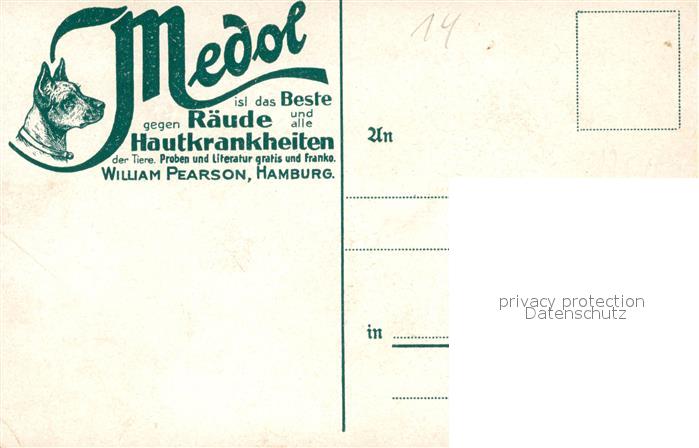 Medol
ist das Beste
gegen Räude und alle
Hautkrankheiten
der Tiere. Proben und Literatur gratis und Franko.
WILLIAM PEARSON, HAMBURG.
14
An
in
privacy protection
Datenschutz